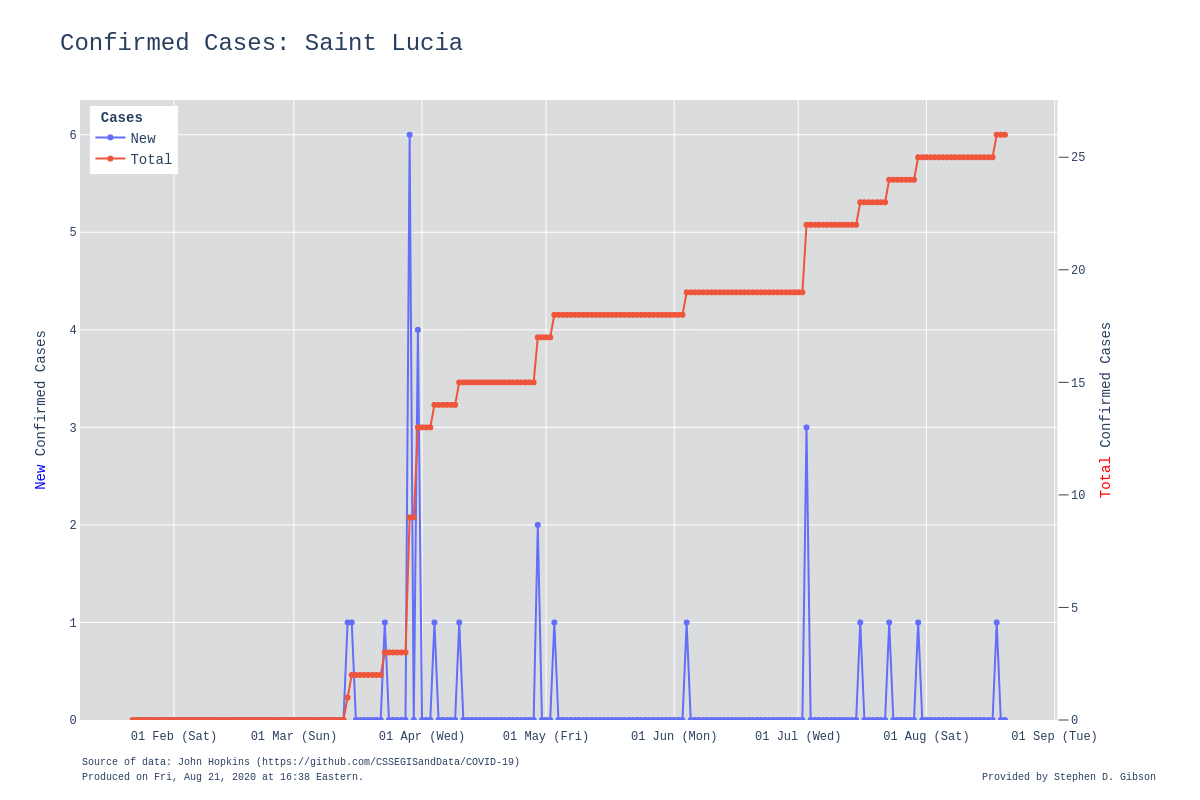 Confirmed Cases: Saint Lucia
Cases
New
Total
6
5
4
3
2
1
0
25
20
15
10
5
0
New Confirmed Cases
Total Confirmed Cases
01 Feb (Sat)
01 Mar (Sun)
01 Apr (Wed)
01 May (Fri)
01 Jun (Mon)
01 Jul (Wed)
01 Aug (Sat)
01 Sep (Tue)
Source of data: John Hopkins (https://github.com/CSSEGISandData/COVID-19)
Produced on Fri, Aug 21, 2020 at 16:38 Eastern.
Provided by Stephen D. Gibson